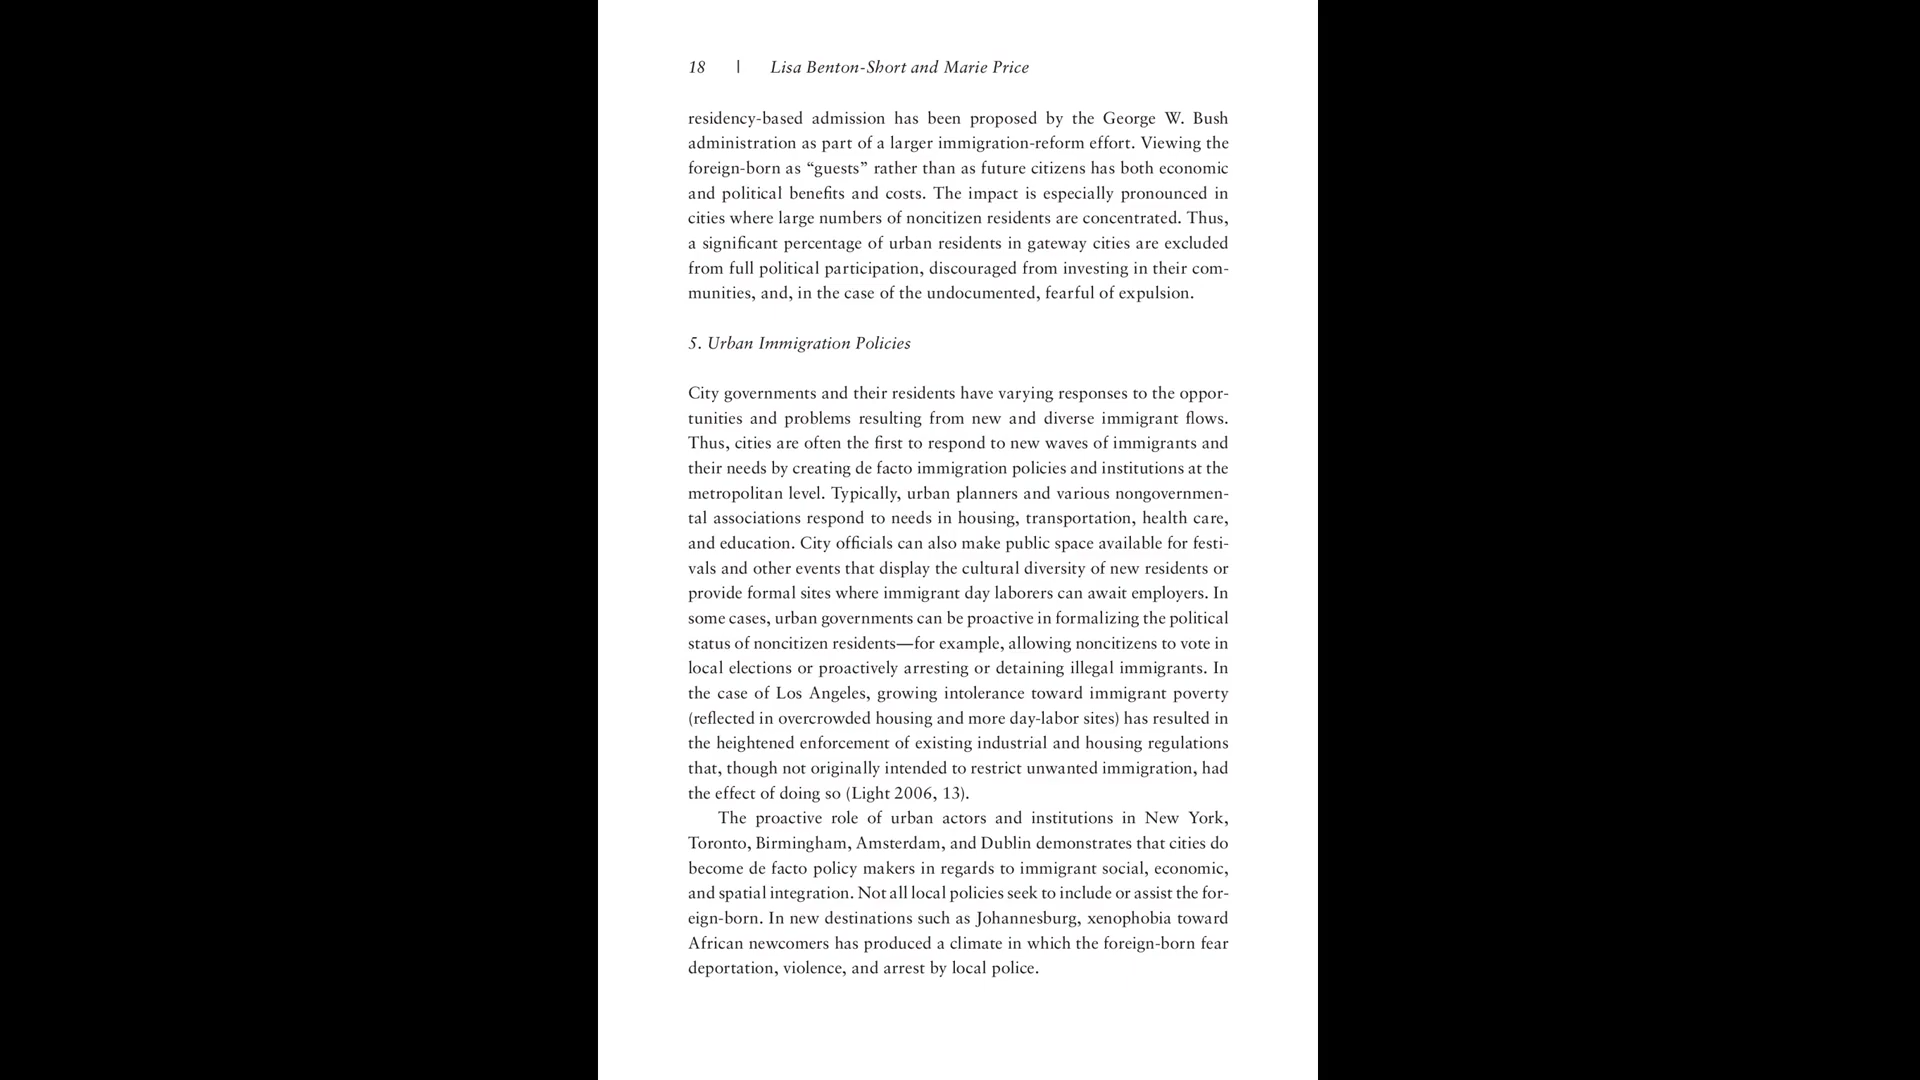 18 | Lisa Benton-Short and Marie Price
residency-based admission has been proposed by the George W. Bush
administration as part of a larger immigration-reform effort. Viewing the
foreign-born as “guests” rather than as future citizens has both economic
and political benefits and costs. The impact is especially pronounced in
cities where large numbers of noncitizen residents are concentrated. Thus,
a significant percentage of urban residents in gateway cities are excluded
from full political participation, discouraged from investing in their com-
munities, and, in the case of the undocumented, fearful of expulsion.
5. Urban Immigration Policies
City governments and their residents have varying responses to the oppor-
tunities and problems resulting from new and diverse immigrant flows.
Thus, cities are often the first to respond to new waves of immigrants and
their needs by creating de facto immigration policies and institutions at the
metropolitan level. Typically, urban planners and various nongovernmen-
tal associations respond to needs in housing, transportation, health care,
and education. City officials can also make public space available for festi-
vals and other events that display the cultural diversity of new residents or
provide formal sites where immigrant day laborers can await employers. In
some cases, urban governments can be proactive in formalizing the political
status of noncitizen residents—for example, allowing noncitizens to vote in
local elections or proactively arresting or detaining illegal immigrants. In
the case of Los Angeles, growing intolerance toward immigrant poverty
(reflected in overcrowded housing and more day-labor sites) has resulted in
the heightened enforcement of existing industrial and housing regulations
that, though not originally intended to restrict unwanted immigration, had
the effect of doing so (Light 2006, 13).
The proactive role of urban actors and institutions in New York,
Toronto, Birmingham, Amsterdam, and Dublin demonstrates that cities do
become de facto policy makers in regards to immigrant social, economic,
and spatial integration. Not all local policies seek to include or assist the for-
eign-born. In new destinations such as Johannesburg, xenophobia toward
African newcomers has produced a climate in which the foreign-born fear
deportation, violence, and arrest by local police.